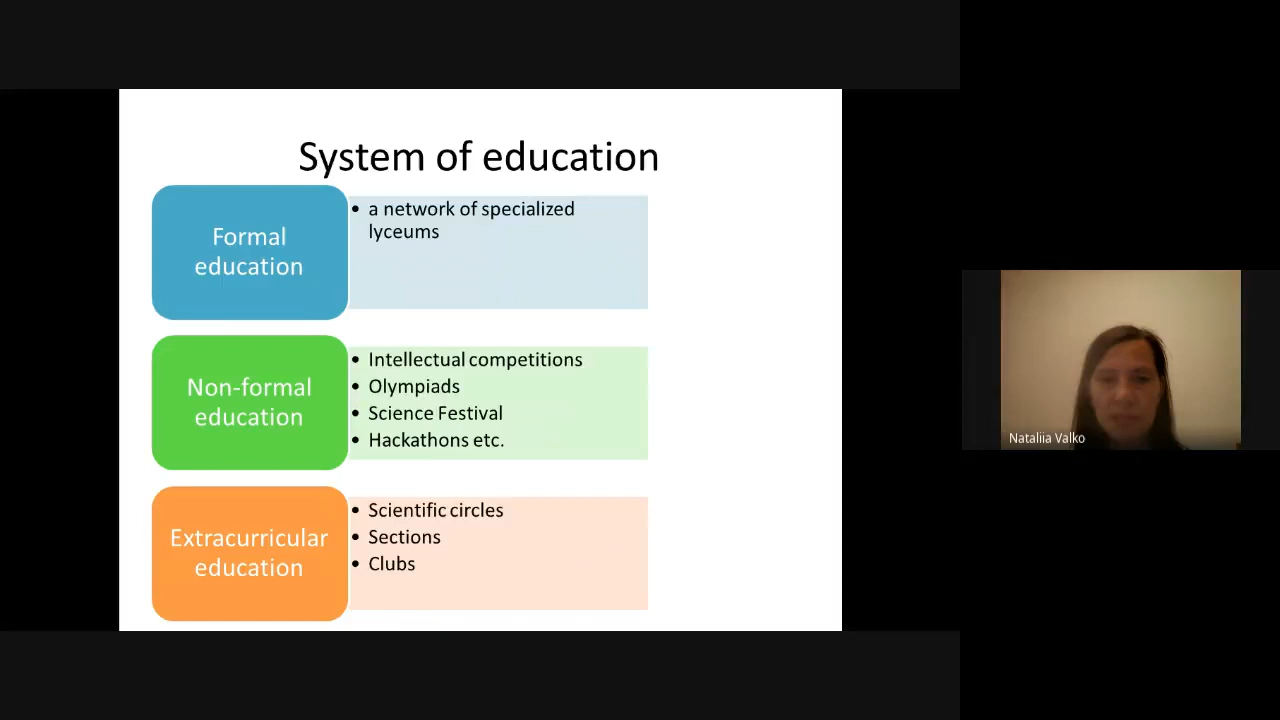 System of education
Formal
education
• a network of specialized
lyceums
Non-formal
education
• Intellectual competitions
• Olympiads
• Science Festival
• Hackathons etc.
Extracurricular
education
• Scientific circles
• Sections
• Clubs
Nataliia Valko